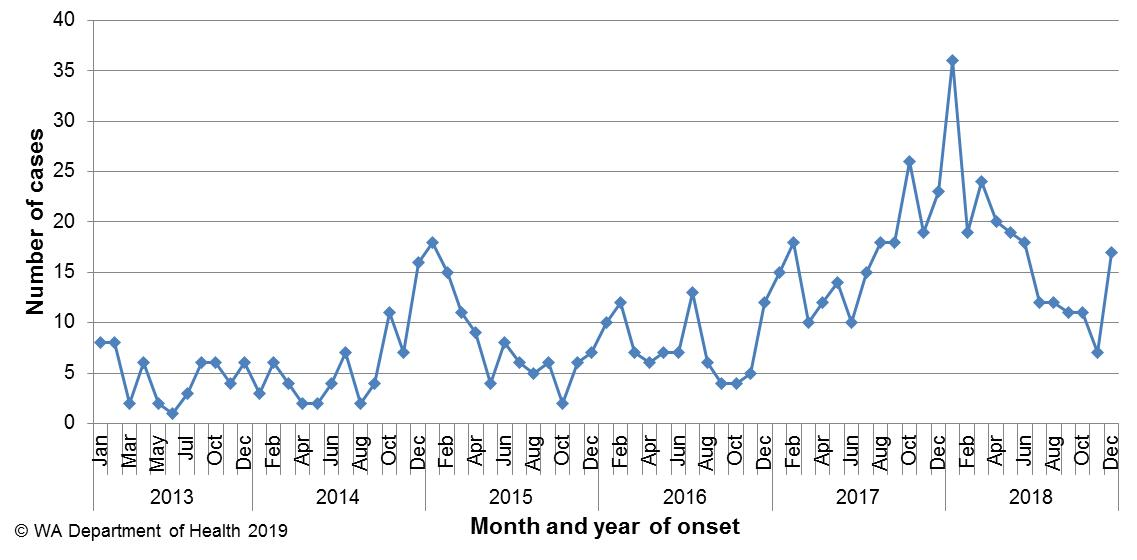 40
35
30
25
20
15
10
5
0
Number of cases
Jan Mar May Jul Oct Dec Feb Apr Jun Aug Oct Dec Feb Apr Jun Aug Oct Dec Feb Apr Jun Aug Oct Dec Feb Apr Jun Aug Oct Dec Feb Apr Jun Aug Oct Dec
2013 2014 2015 2016 2017 2018
Month and year of onset
© WA Department of Health 2019